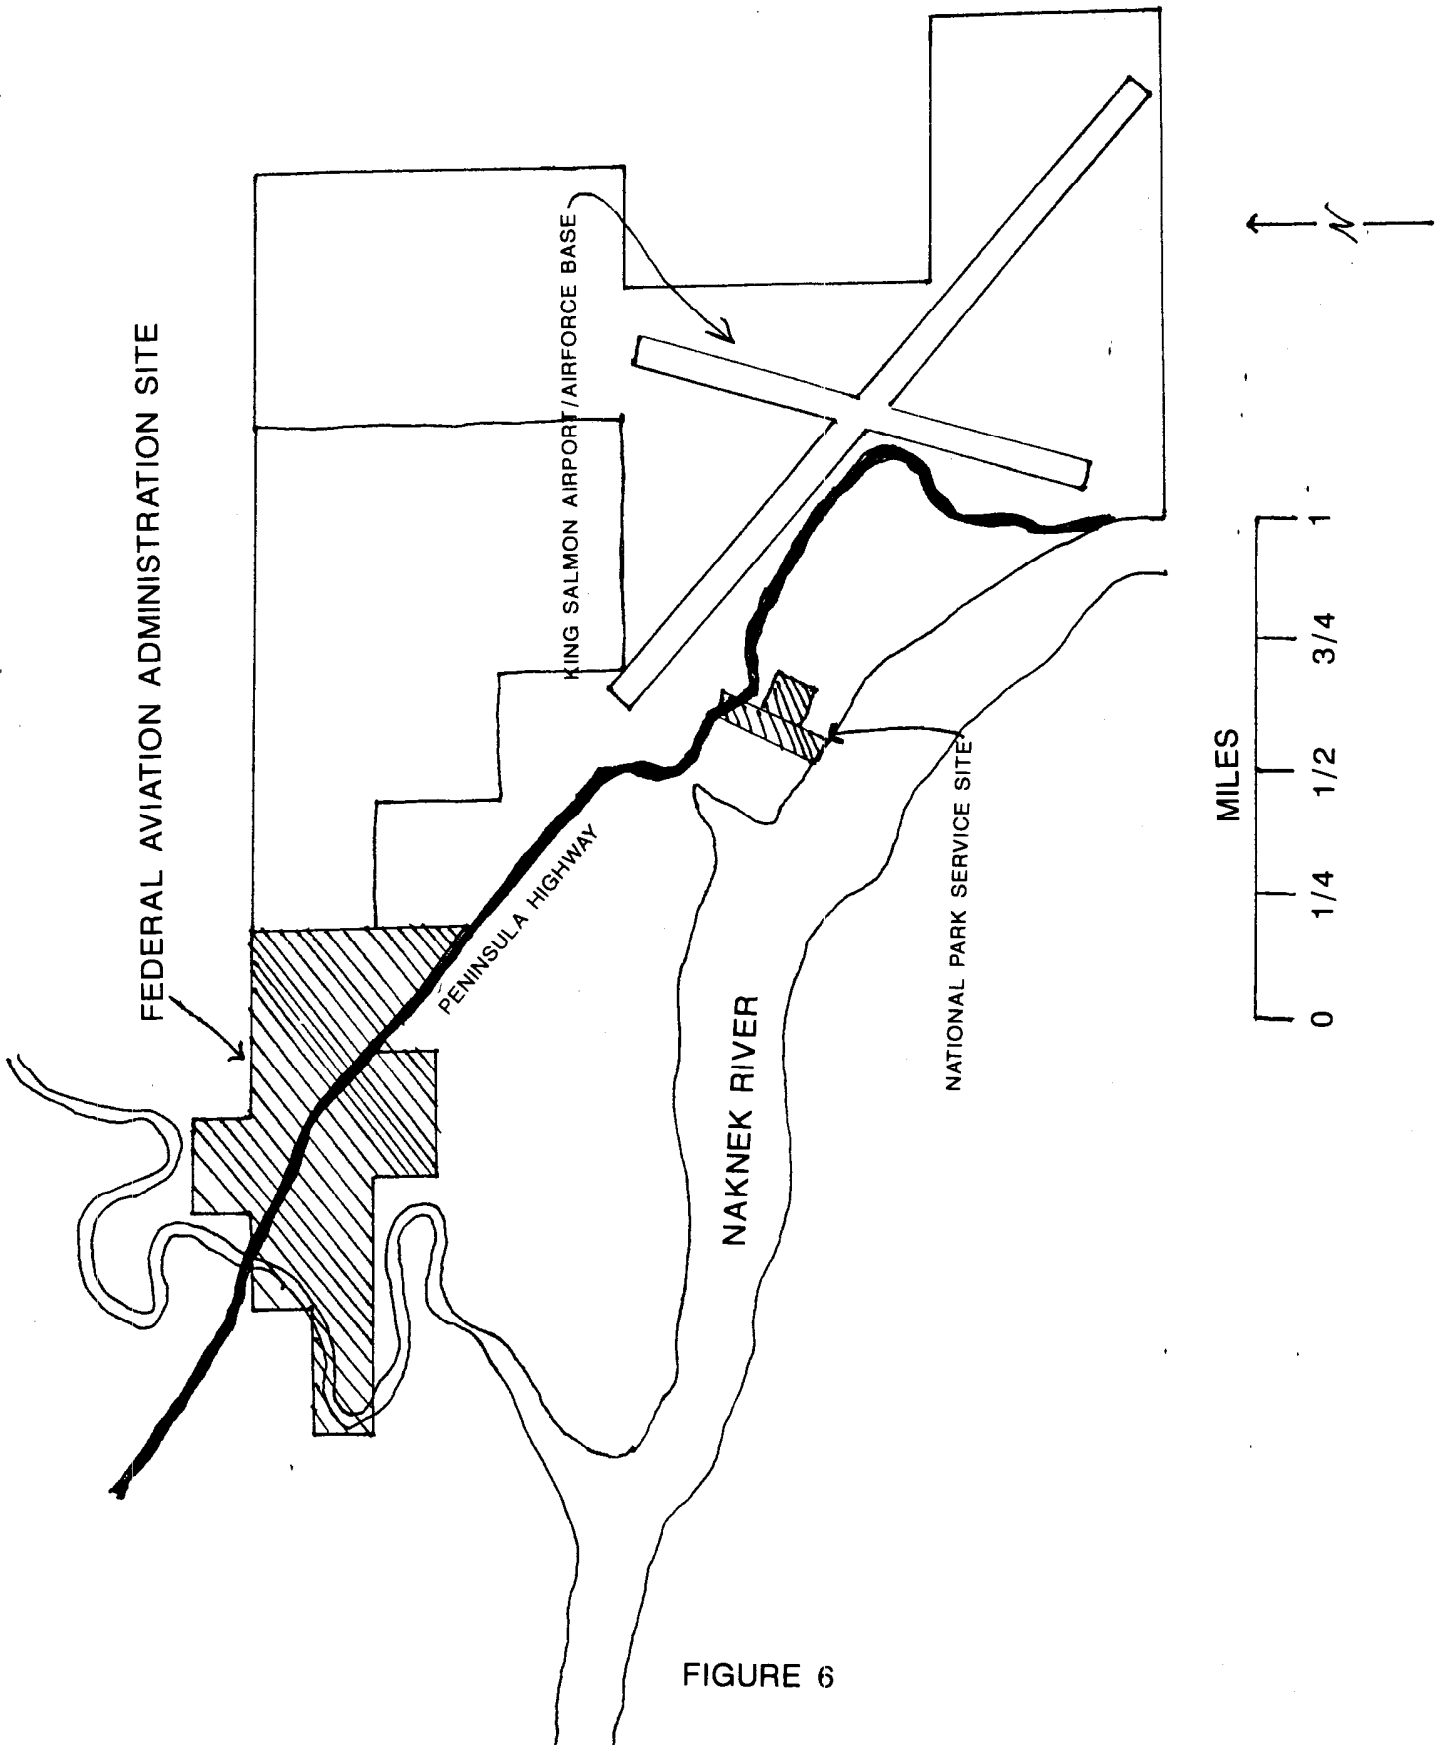 FEDERAL AVIATION ADMINISTRATION SITE
KING SALMON AIRPORT/AIRFORCE BASE
PENINSULA HIGHWAY
NAKNEK RIVER
NATIONAL PARK SERVICE SITE
N
MILES
0 1/4 1/2 3/4 1
FIGURE 6